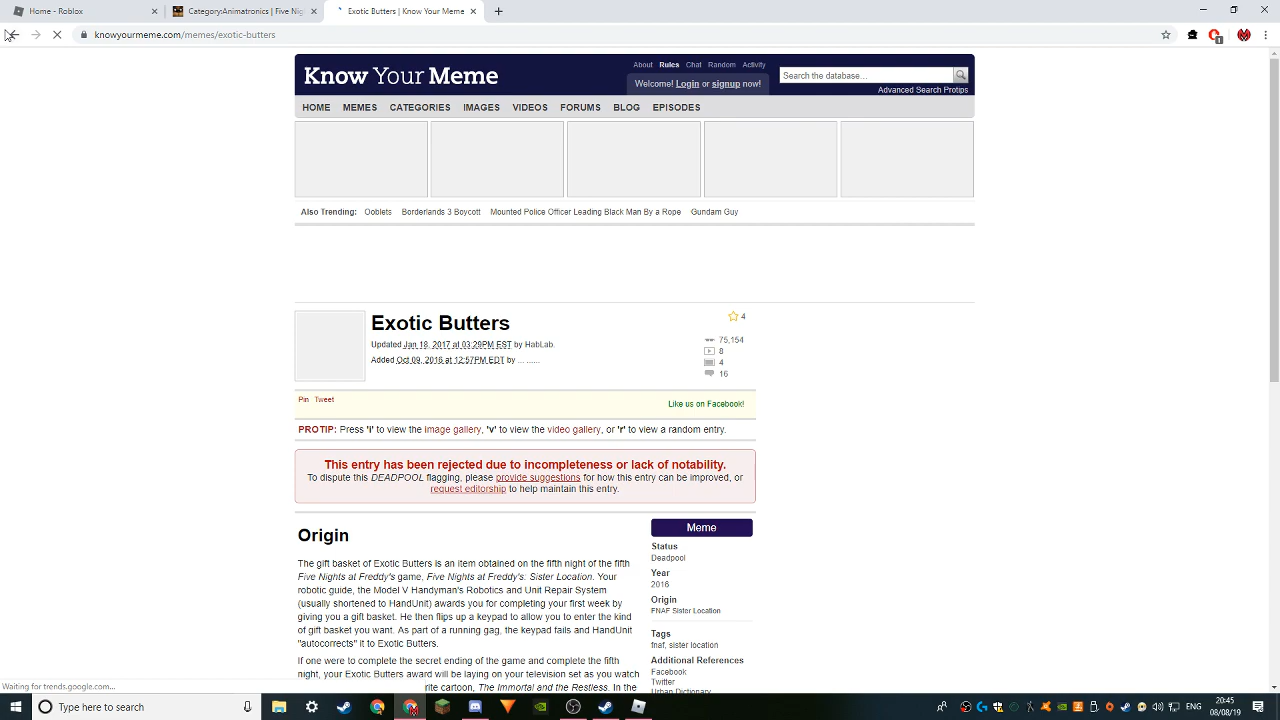 Home - Roblox
Category:Animatronics | Five Nig
Exotic Butters | Know Your Meme
knowyourmeme.com/memes/exotic-butters
1
Know Your Meme
About Rules Chat Random Activity
Welcome! Login or signup now!
Search the database...
Advanced Search Protips
HOME MEMES CATEGORIES IMAGES VIDEOS FORUMS BLOG EPISODES
Also Trending: Ooblets Borderlands 3 Boycott Mounted Police Officer Leading Black Man By a Rope Gundam Guy
Exotic Butters
4
Updated Jan 18, 2017 at 03:29PM EST by HabLab.
Added Oct 09, 2016 at 12:57PM EDT by ... ......
75,154
8
4
16
Pin Tweet
Like us on Facebook!
PROTIP: Press 'i' to view the image gallery, 'v' to view the video gallery, or 'r' to view a random entry.
This entry has been rejected due to incompleteness or lack of notability.
To dispute this DEADPOOL flagging, please provide suggestions for how this entry can be improved, or
request editorship to help maintain this entry.
Origin
The gift basket of Exotic Butters is an item obtained on the fifth night of the fifth
Five Nights at Freddy's game, Five Nights at Freddy's: Sister Location. Your
robotic guide, the Model V Handyman's Robotics and Unit Repair System
(usually shortened to HandUnit) awards you for completing your first week by
giving you a gift basket. He then flips up a keypad to allow you to enter the kind
of gift basket you want. As part of a running gag, the keypad fails and HandUnit
"autocorrects" it to Exotic Butters.
If one were to complete the secret ending of the game and complete the fifth
night, your Exotic Butters award will be laying on your television set as you watch
rite cartoon, The Immortal and the Restless. In the
Meme
Status
Deadpool
Year
2016
Origin
FNAF Sister Location
Tags
fnaf, sister location
Additional References
Facebook
Twitter
Urban Dictionary
Waiting for trends.google.com...
Type here to search
ENG
20:45
08/08/19